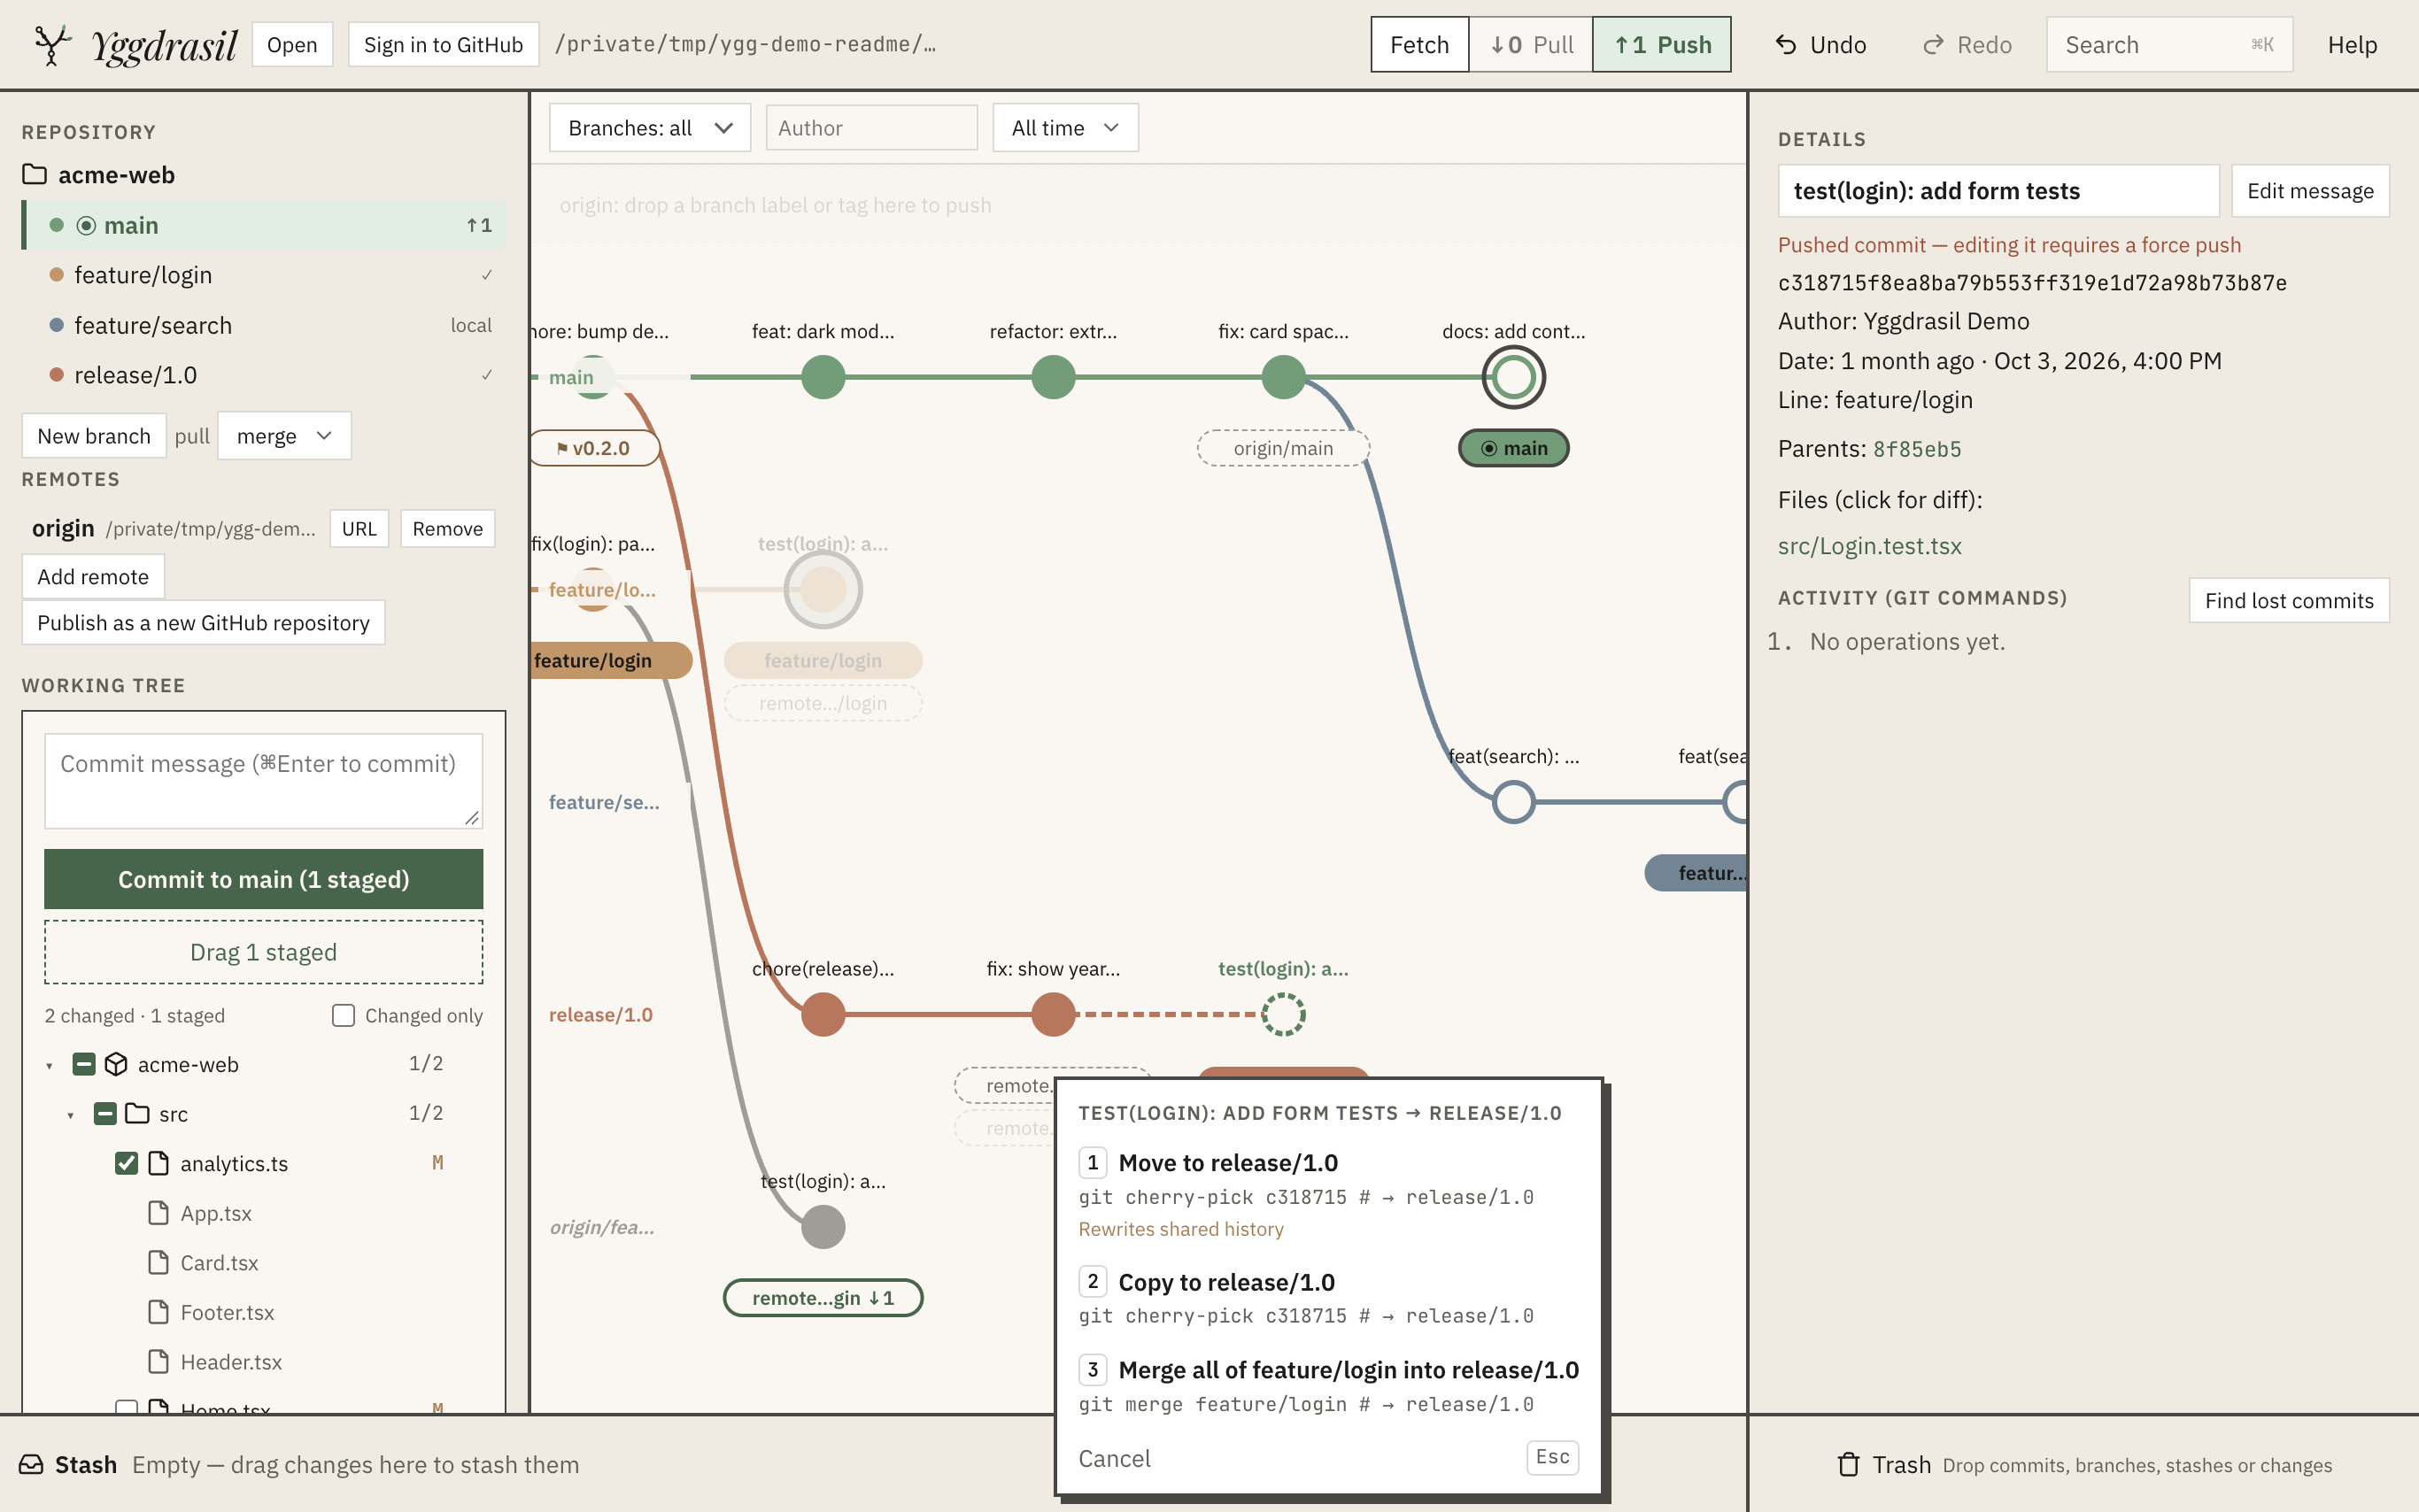 Yggdrasil
Open
Sign in to GitHub
/private/tmp/ygg-demo-readme/…
Fetch
↓0 Pull
↑1 Push
Undo
Redo
Search ⌘K
Help
REPOSITORY
acme-web
main ↑1
feature/login ✓
feature/search local
release/1.0 ✓
New branch
pull
merge
REMOTES
origin /private/tmp/ygg-dem… URL Remove
Add remote
Publish as a new GitHub repository
WORKING TREE
Commit message (⌘Enter to commit)
Commit to main (1 staged)
Drag 1 staged
2 changed · 1 staged
Changed only
acme-web 1/2
src 1/2
analytics.ts M
App.tsx
Card.tsx
Footer.tsx
Header.tsx
Home.tsx M
Branches: all
Author
All time
origin: drop a branch label or tag here to push
hore: bump de…
feat: dark mod…
refactor: extr…
fix: card spac…
docs: add cont…
main
v0.2.0
origin/main
main
fix(login): pa…
test(login): a…
feature/lo…
feature/login
feature/login
remote…/login
feat(search): …
feat(sea
feature/se…
featur…
chore(release)…
fix: show year…
test(login): a…
release/1.0
remote.
remote.
test(login): a…
origin/fea…
remote…gin ↓1
TEST(LOGIN): ADD FORM TESTS → RELEASE/1.0
1 Move to release/1.0
git cherry-pick c318715 # → release/1.0
Rewrites shared history
2 Copy to release/1.0
git cherry-pick c318715 # → release/1.0
3 Merge all of feature/login into release/1.0
git merge feature/login # → release/1.0
Cancel Esc
DETAILS
test(login): add form tests
Edit message
Pushed commit — editing it requires a force push
c318715f8ea8ba79b553ff319e1d72a98b73b87e
Author: Yggdrasil Demo
Date: 1 month ago · Oct 3, 2026, 4:00 PM
Line: feature/login
Parents: 8f85eb5
Files (click for diff):
src/Login.test.tsx
ACTIVITY (GIT COMMANDS)
Find lost commits
1. No operations yet.
Stash Empty — drag changes here to stash them
Trash Drop commits, branches, stashes or changes